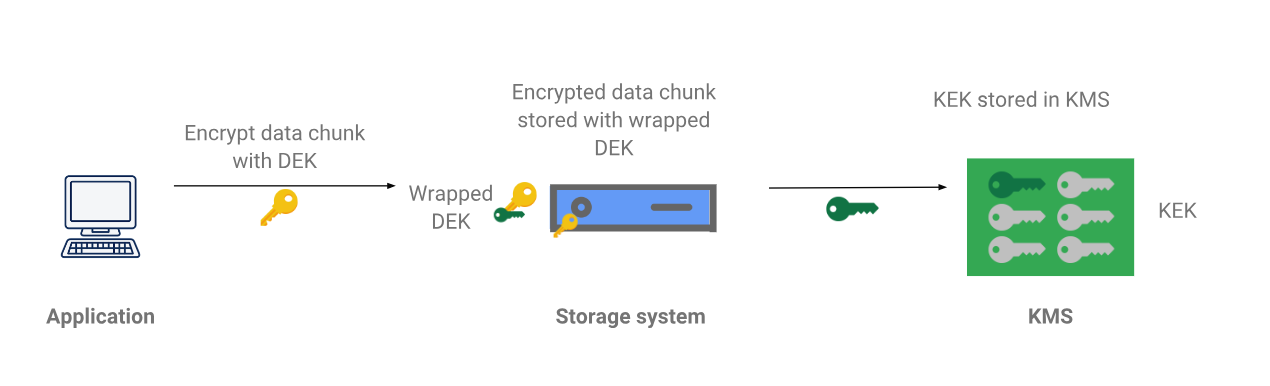 Encrypt data chunk
with DEK
Wrapped
DEK
Encrypted data chunk
stored with wrapped
DEK
KEK stored in KMS
KEK
Application
Storage system
KMS